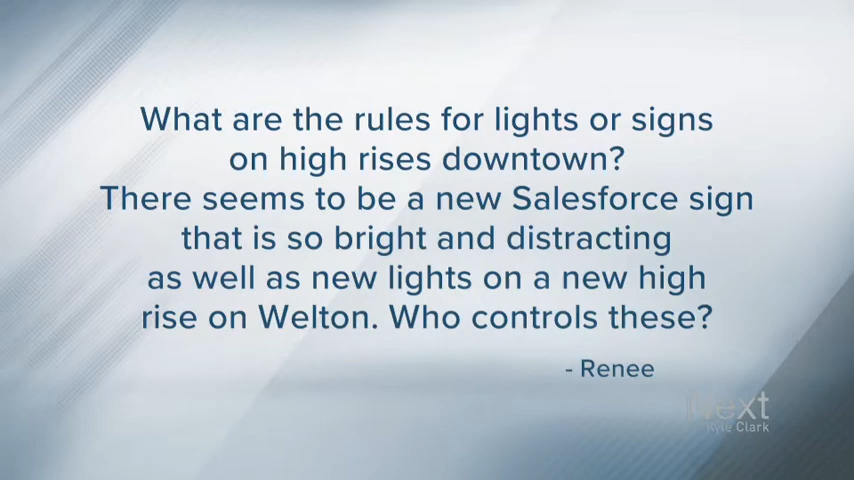 What are the rules for lights or signs
on high rises downtown?
There seems to be a new Salesforce sign
that is so bright and distracting
as well as new lights on a new high
rise on Welton. Who controls these?
- Renee
Next
Kyle Clark